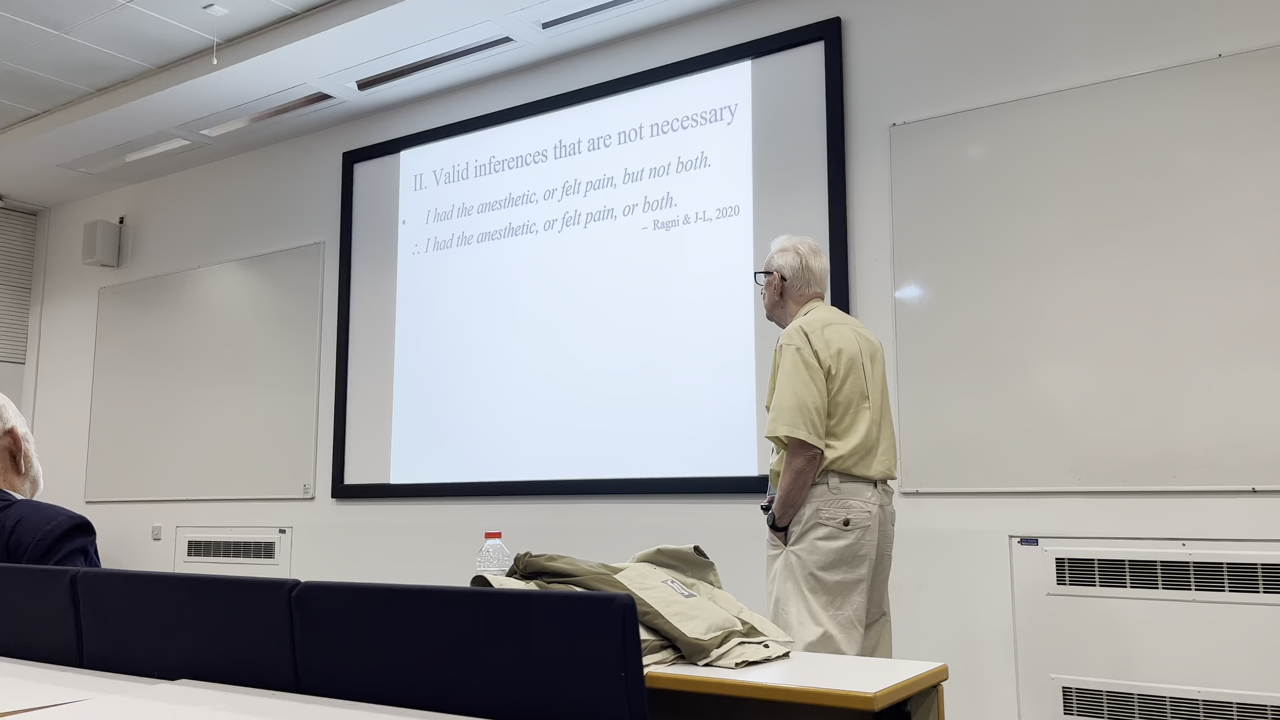 II. Valid inferences that are not necessary
I had the anesthetic, or felt pain, but not both.
∴ I had the anesthetic, or felt pain, or both.
– Ragni & J-L, 2020